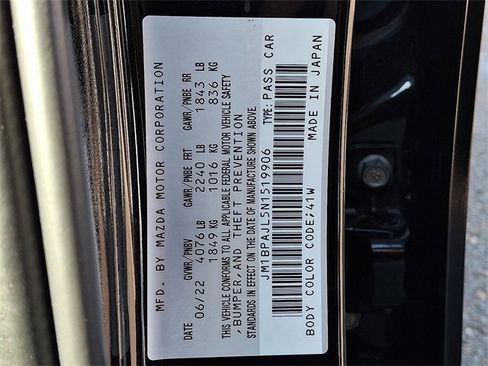 MFD. BY MAZDA MOTOR CORPORATION
DATE GVWR/PNBV GAWR/PNBE FRT GAWR/PNBE RR
06/22 4076 LB 2240 LB 1843 LB
1849 KG 1016 KG 836 KG
THIS VEHICLE CONFORMS TO ALL APPLICABLE FEDERAL MOTOR VEHICLE SAFETY
, BUMPER, AND THEFT PREVENTION
STANDARDS IN EFFECT ON THE DATE OF MANUFACTURE SHOWN ABOVE.
JM1BPAJL5N1519906 TYPE: PASS CAR
BODY COLOR CODE;41W MADE IN JAPAN